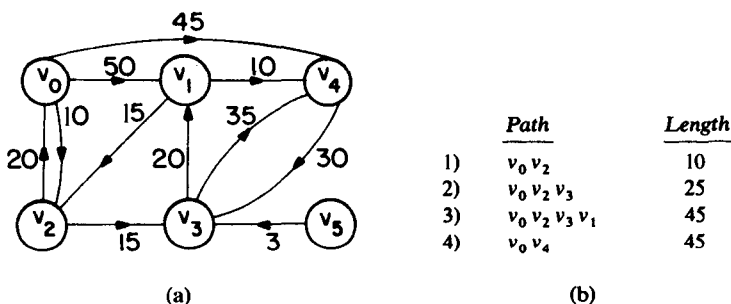 45
v₀ 50 v₁ 10 v₄
10 15 35
20 20 30
v₂ 15 v₃ 3 v₅
(a)
Path Length
1) v₀ v₂ 10
2) v₀ v₂ v₃ 25
3) v₀ v₂ v₃ v₁ 45
4) v₀ v₄ 45
(b)